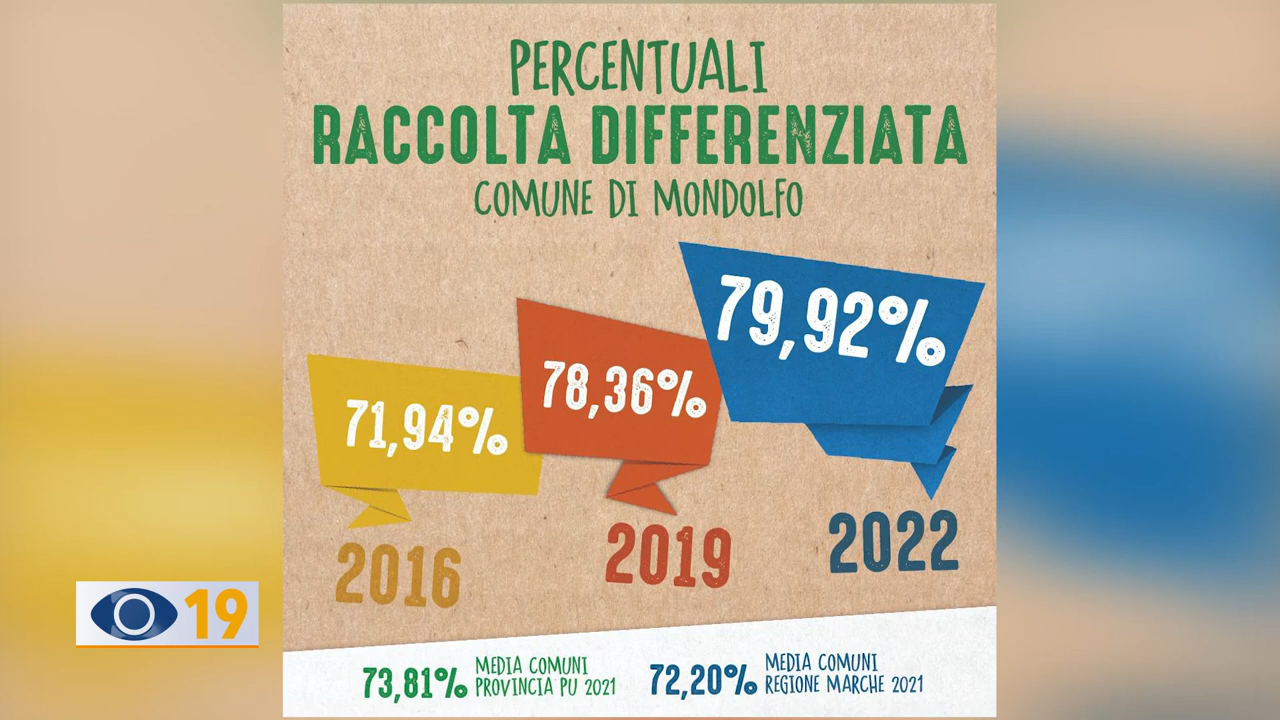 PERCENTUALI
RACCOLTA DIFFERENZIATA
COMUNE DI MONDOLFO
71,94%
78,36%
79,92%
2016
2019
2022
19
73,81% MEDIA COMUNI
PROVINCIA PU 2021
72,20% MEDIA COMUNI
REGIONE MARCHE 2021